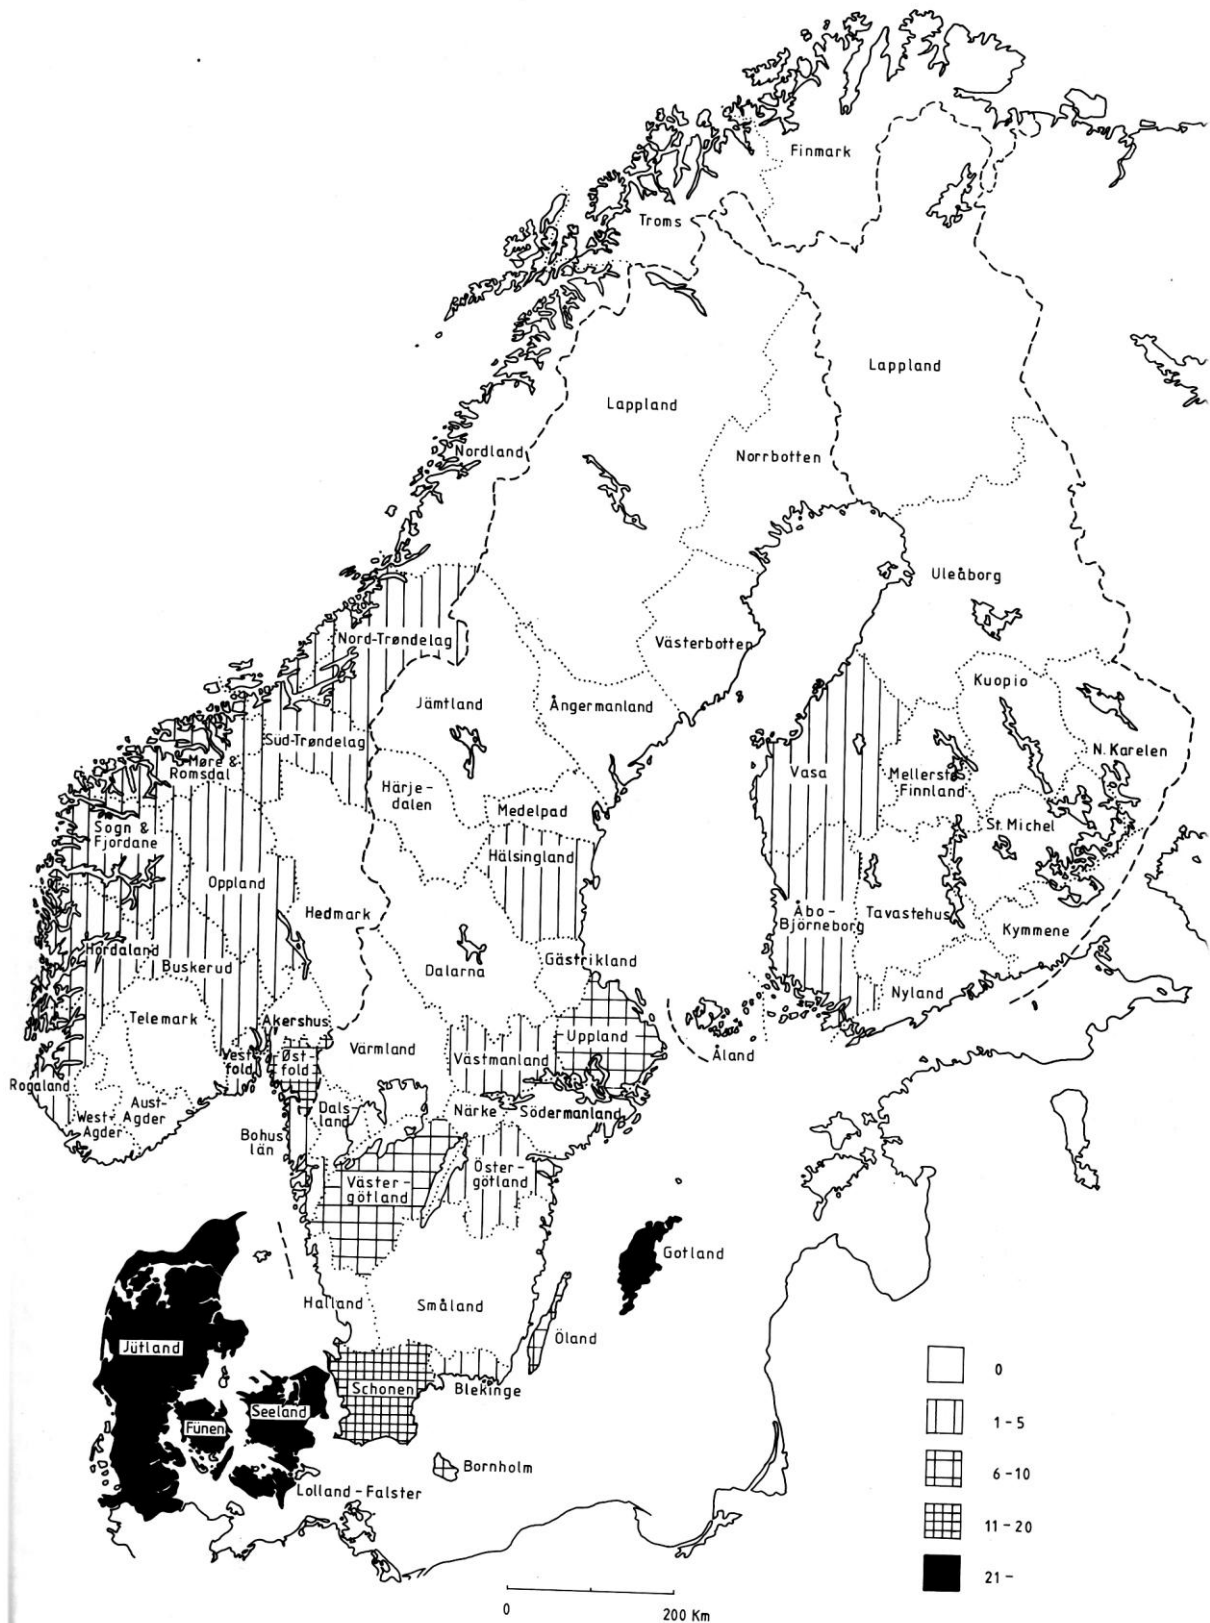 Finmark
Troms
Lappland
Lappland
Nordland
Norrbotten
Uleåborg
Nord-Trøndelag
Västerbotten
Kuopio
Jämtland
Ångermanland
Süd-Trøndelag
N. Karelen
Møre &
Romsdal
Vasa
Mellersta
Finnland
Härje-
dalen
Medelpad
St. Michel
Sogn &
Fjordane
Hälsingland
Oppland
Hedmark
Åbo-
Björneborg
Tavastehus
Kymmene
Hordaland
Buskerud
Dalarna
Gästrikland
Nyland
Telemark
Akershus
Värmland
Västmanland
Uppland
Åland
Vest-
fold
Øst-
fold
Rogaland
Aust-
Agder
West-
Agder
Dals-
land
Närke
Södermanland
Bohus
län
Väster-
götland
Öster-
götland
Gotland
Halland
Småland
Öland
Jütland
Schonen
Blekinge
Seeland
Fünen
Bornholm
Lolland-Falster
0
1-5
6-10
11-20
21-
0
200 Km